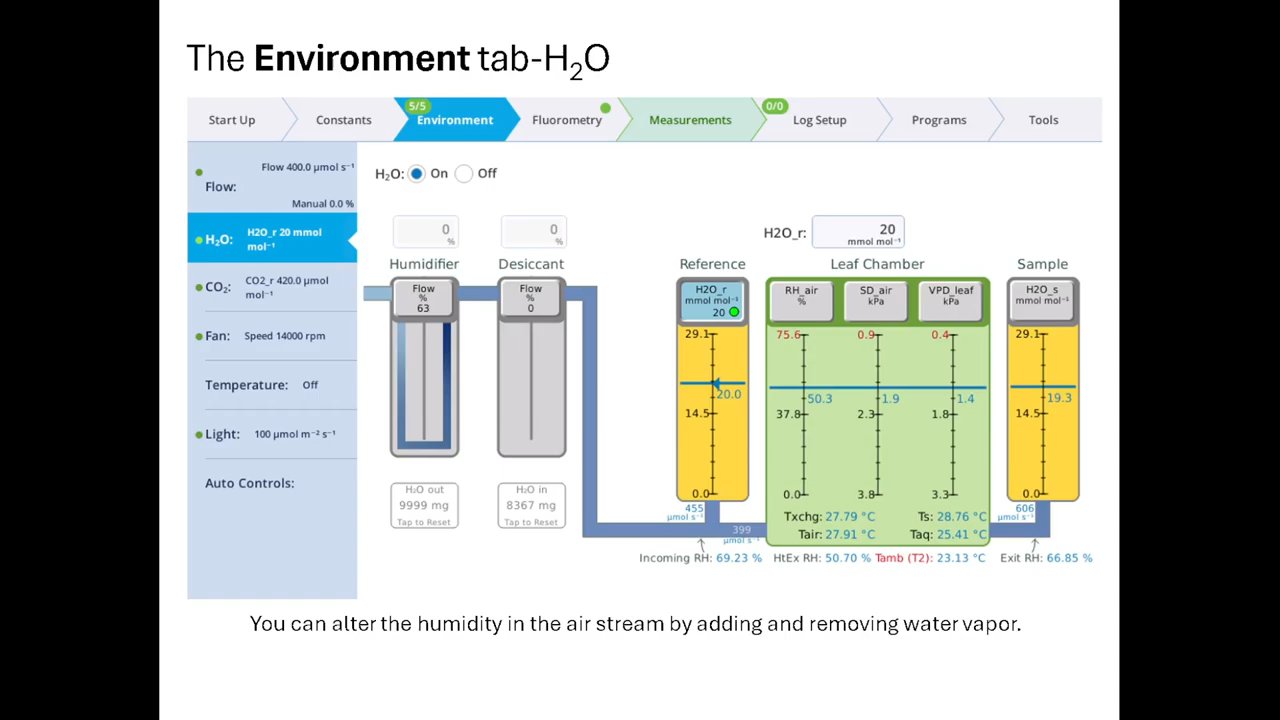 The Environment tab-H₂O
Start Up
Constants
5/5
Environment
Fluorometry
Measurements
0/0
Log Setup
Programs
Tools
Flow 400.0 µmol s⁻¹
Flow:
Manual 0.0 %
H₂O: H2O_r 20 mmol
mol⁻¹
CO₂: CO2_r 420.0 µmol
mol⁻¹
Fan: Speed 14000 rpm
Temperature: Off
Light: 100 µmol m⁻² s⁻¹
Auto Controls:
H₂O: On Off
0
%
0
%
H2O_r: 20
mmol mol⁻¹
Humidifier
Desiccant
Reference
Leaf Chamber
Sample
Flow
%
63
Flow
%
0
H2O_r
mmol mol⁻¹
20
RH_air
%
SD_air
kPa
VPD_leaf
kPa
H2O_s
mmol mol⁻¹
29.1
20.0
14.5
0.0
75.6
50.3
37.8
0.0
0.9
1.9
2.3
3.8
0.4
1.4
1.8
3.3
29.1
19.3
14.5
0.0
H₂O out
9999 mg
Tap to Reset
H₂O in
8367 mg
Tap to Reset
455
µmol s⁻¹
399
µmol s⁻¹
Txchg: 27.79 °C
Ts: 28.76 °C
Tair: 27.91 °C
Taq: 25.41 °C
606
µmol s⁻¹
Incoming RH: 69.23 %
HtEx RH: 50.70 %
Tamb (T2): 23.13 °C
Exit RH: 66.85 %
You can alter the humidity in the air stream by adding and removing water vapor.